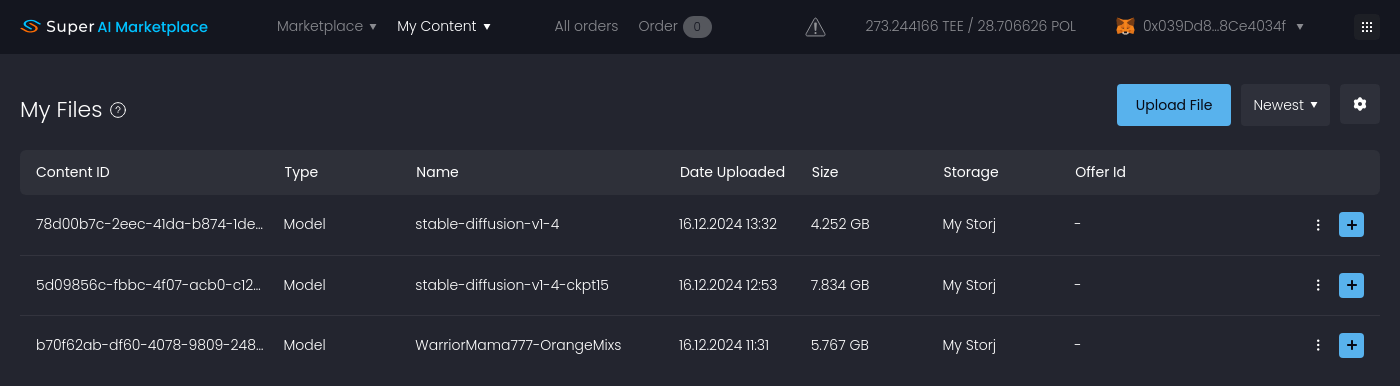 Super AI Marketplace Marketplace My Content All orders Order 0 273.244166 TEE / 28.706626 POL 0x039Dd8...8Ce4034f
My Files ? Upload File Newest
Content ID Type Name Date Uploaded Size Storage Offer Id
78d00b7c-2eec-41da-b874-1de... Model stable-diffusion-v1-4 16.12.2024 13:32 4.252 GB My Storj -
5d09856c-fbbc-4f07-acb0-c12... Model stable-diffusion-v1-4-ckpt15 16.12.2024 12:53 7.834 GB My Storj -
b70f62ab-df60-4078-9809-248... Model WarriorMama777-OrangeMixs 16.12.2024 11:31 5.767 GB My Storj -